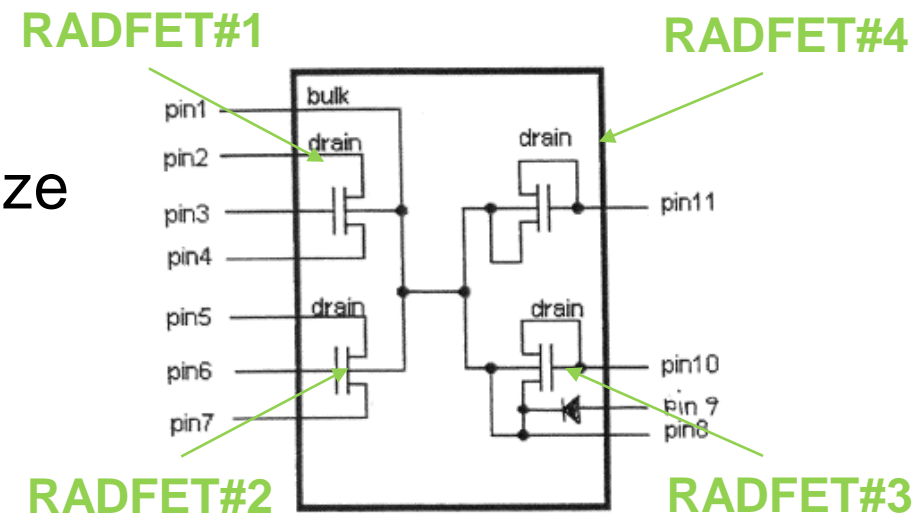 RADFET#1
RADFET#4
bulk
pin1
drain
drain
pin2
ze
pin3
pin11
pin4
drain
drain
pin5
pin6
pin10
pin 9
pin7
pin8
RADFET#2
RADFET#3